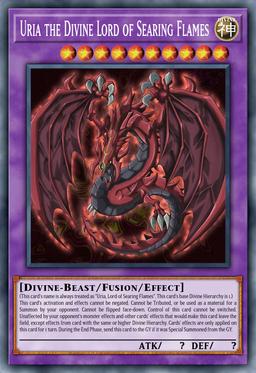 Uria the Divine Lord of Searing Flames
DIVINE
神
[Divine-Beast/Fusion/Effect]
(This card's name is always treated as "Uria, Lord of Searing Flames". This card's base Divine Hierarchy is 1.)
This card's activation and effects cannot be negated. Cannot be Tributed, or be used as a material for a
Summon by your opponent. Cannot be flipped face-down. Control of this card cannot be switched.
Unaffected by your opponent's monster effects and other cards' effects that would make this card leave the
field, except effects from card with the same or higher Divine Hierarchy. Cards' effects are only applied on
this card for 1 turn. During the End Phase, send this card to the GY if it was Special Summoned from the GY.
ATK/ ? DEF/ ?